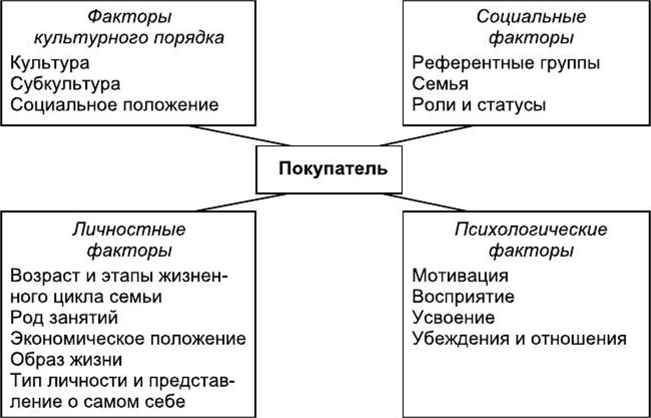 Факторы
культурного порядка
Культура
Субкультура
Социальное положение
Социальные
факторы
Референтные группы
Семья
Роли и статусы
Покупатель
Личностные
факторы
Возраст и этапы жизнен-
ного цикла семьи
Род занятий
Экономическое положение
Образ жизни
Тип личности и представ-
ление о самом себе
Психологические
факторы
Мотивация
Восприятие
Усвоение
Убеждения и отношения